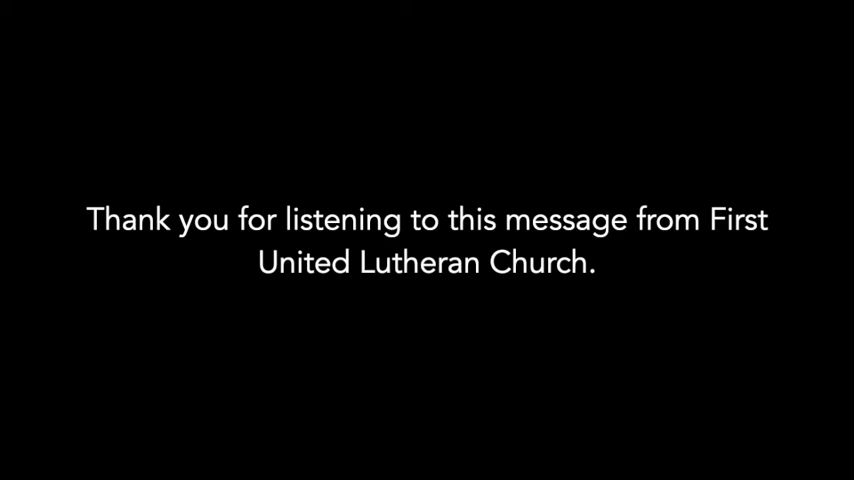 Thank you for listening to this message from First
United Lutheran Church.